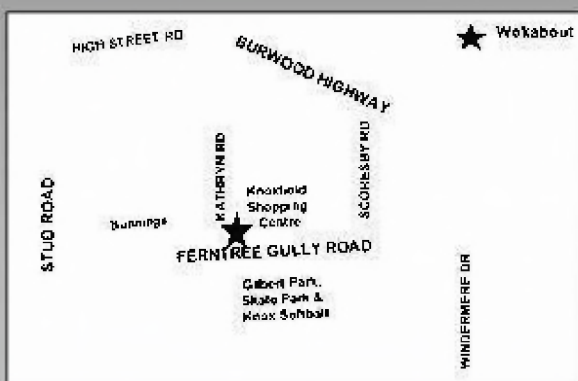 HIGH STREET RD
BURWOOD HIGHWAY
Wokabout
STUD ROAD
KATHRYN RD
SCORESBY RD
Knoxfield
Shopping
Centre
Bunnings
FERNTREE GULLY ROAD
Gilbert Park,
Skate Park &
Knox Softball
WINDERMERE DR